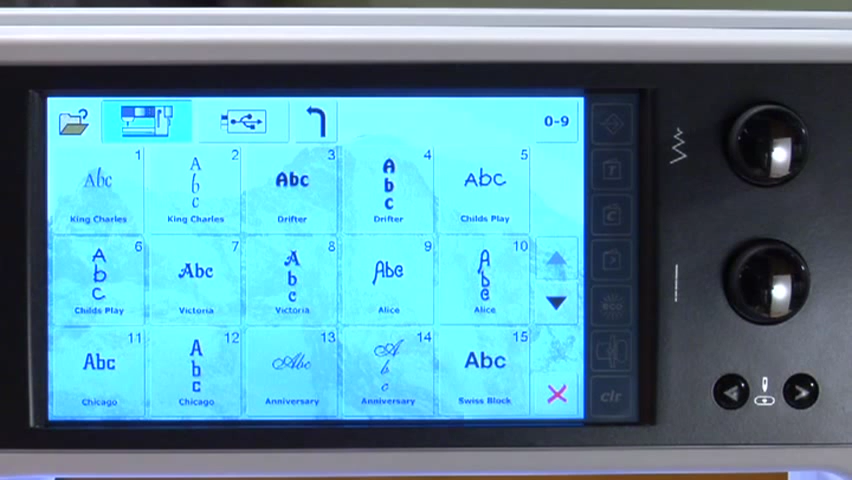 0-9
1
Abc
King Charles
2
A
b
c
King Charles
3
Abc
Drifter
4
A
b
c
Drifter
5
Abc
Childs Play
6
A
b
c
Childs Play
7
Abc
Victoria
8
A
b
c
Victoria
9
Abc
Alice
10
A
b
c
Alice
11
Abc
Chicago
12
A
b
c
Chicago
13
Abc
Anniversary
14
A
b
c
Anniversary
15
Abc
Swiss Block
T
C
eco
clr